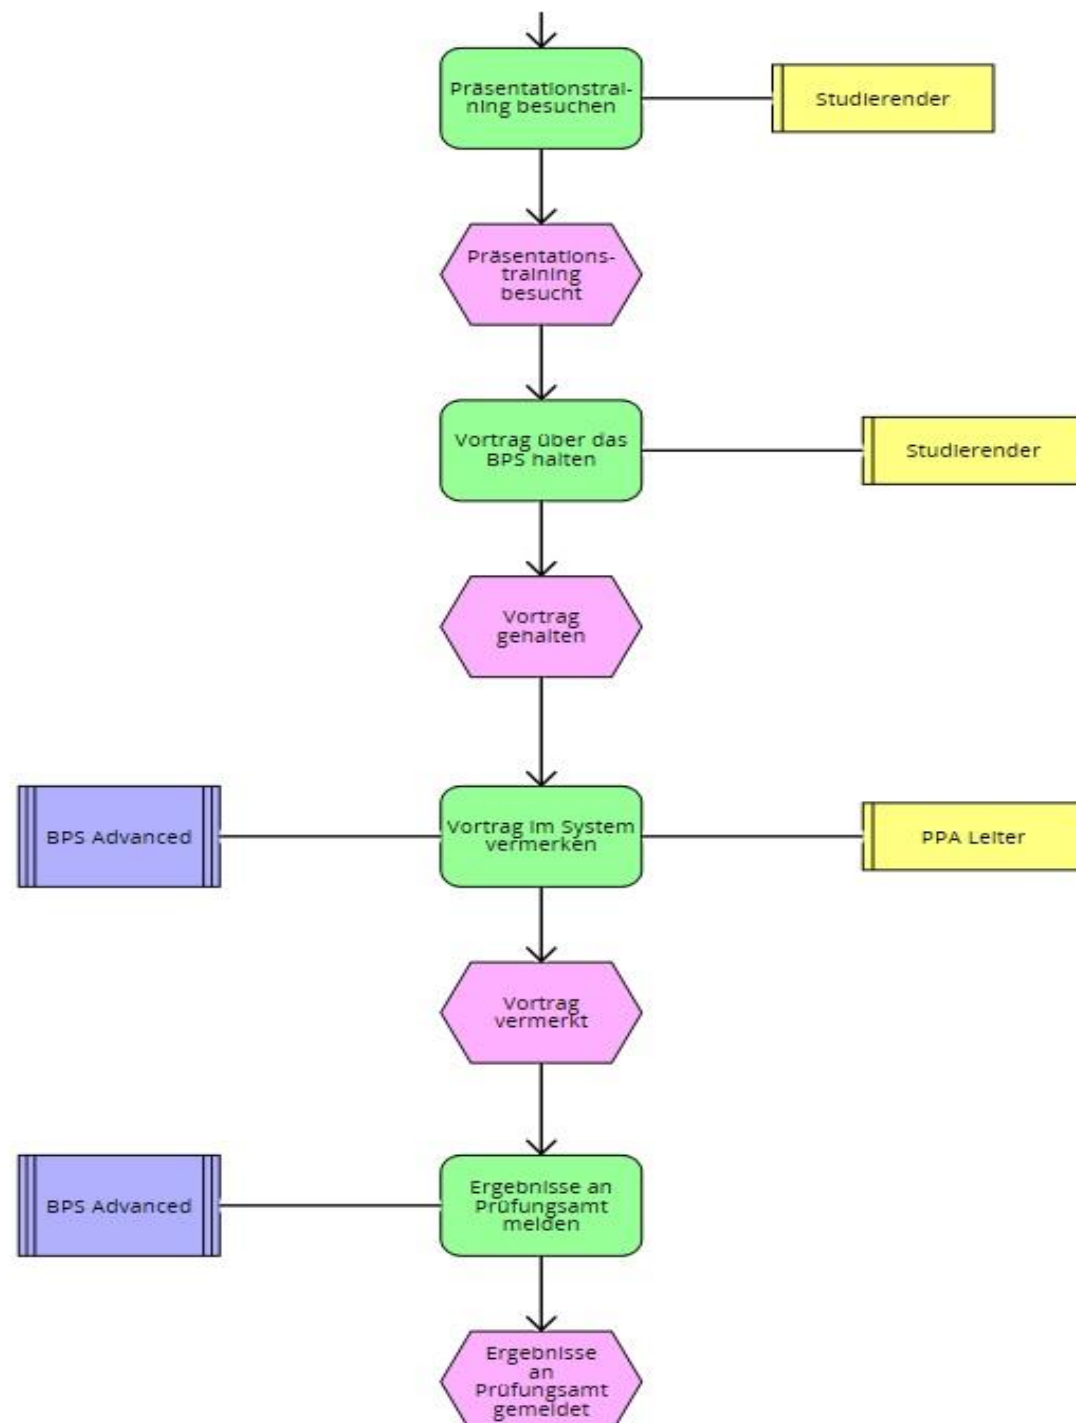 Präsentationstrai-
ning besuchen
Studierender
Präsentations-
training
besucht
Vortrag über das
BPS halten
Studierender
Vortrag
gehalten
BPS Advanced
Vortrag im System
vermerken
PPA Leiter
Vortrag
vermerkt
BPS Advanced
Ergebnisse an
Prüfungsamt
melden
Ergebnisse
an
Prüfungsamt
gemeldet